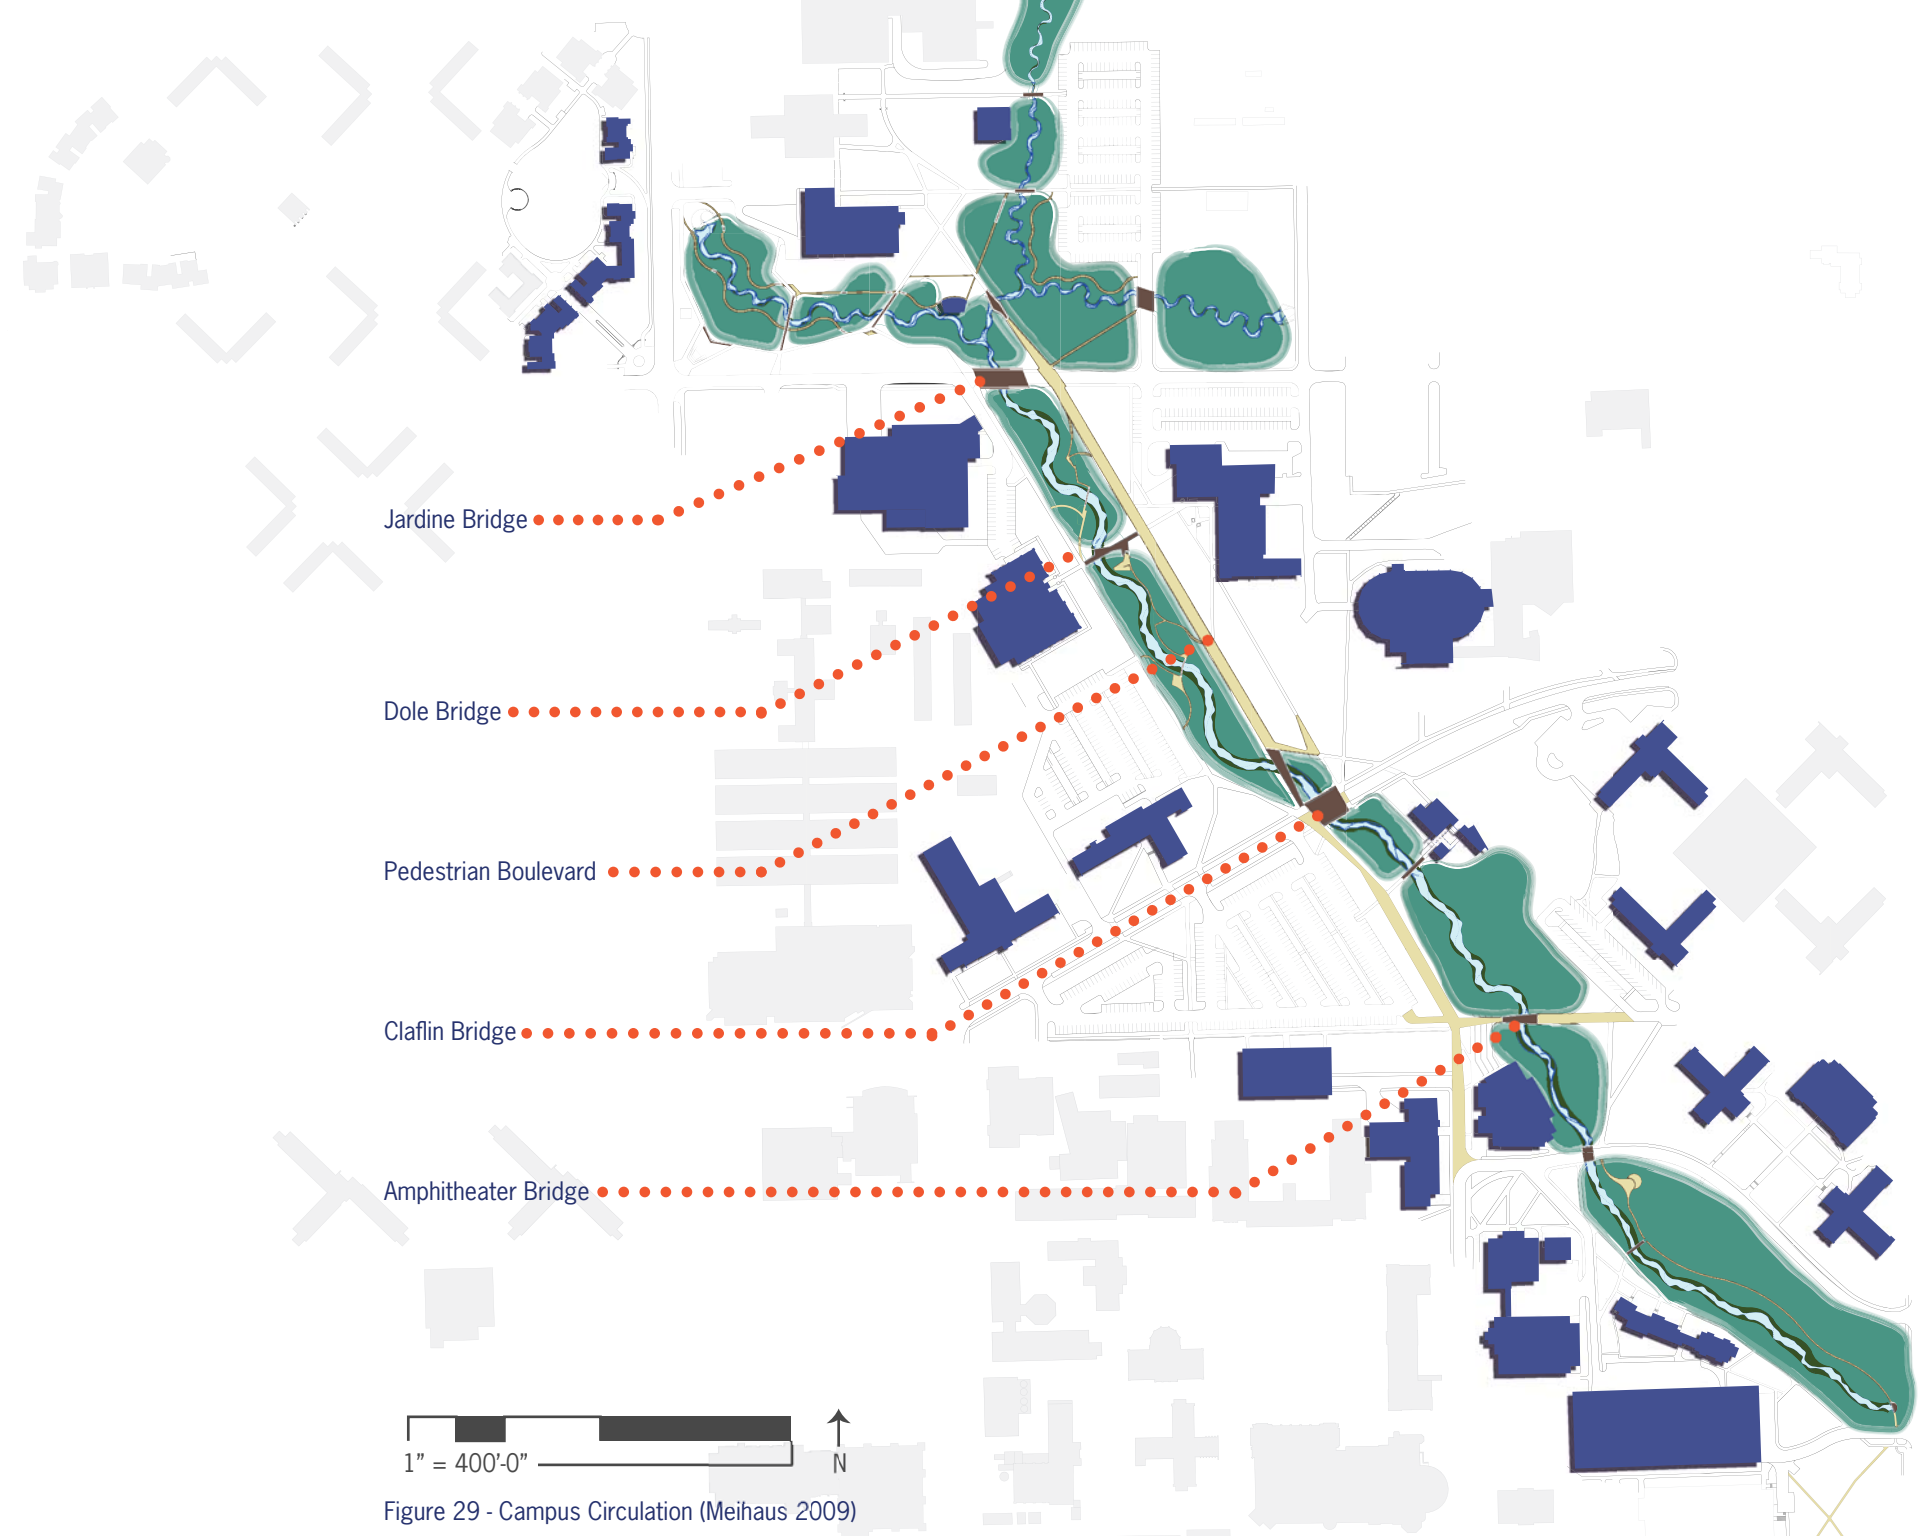 Jardine Bridge
Dole Bridge
Pedestrian Boulevard
Claflin Bridge
Amphitheater Bridge
1” = 400'-0”
N
Figure 29 - Campus Circulation (Meihaus 2009)